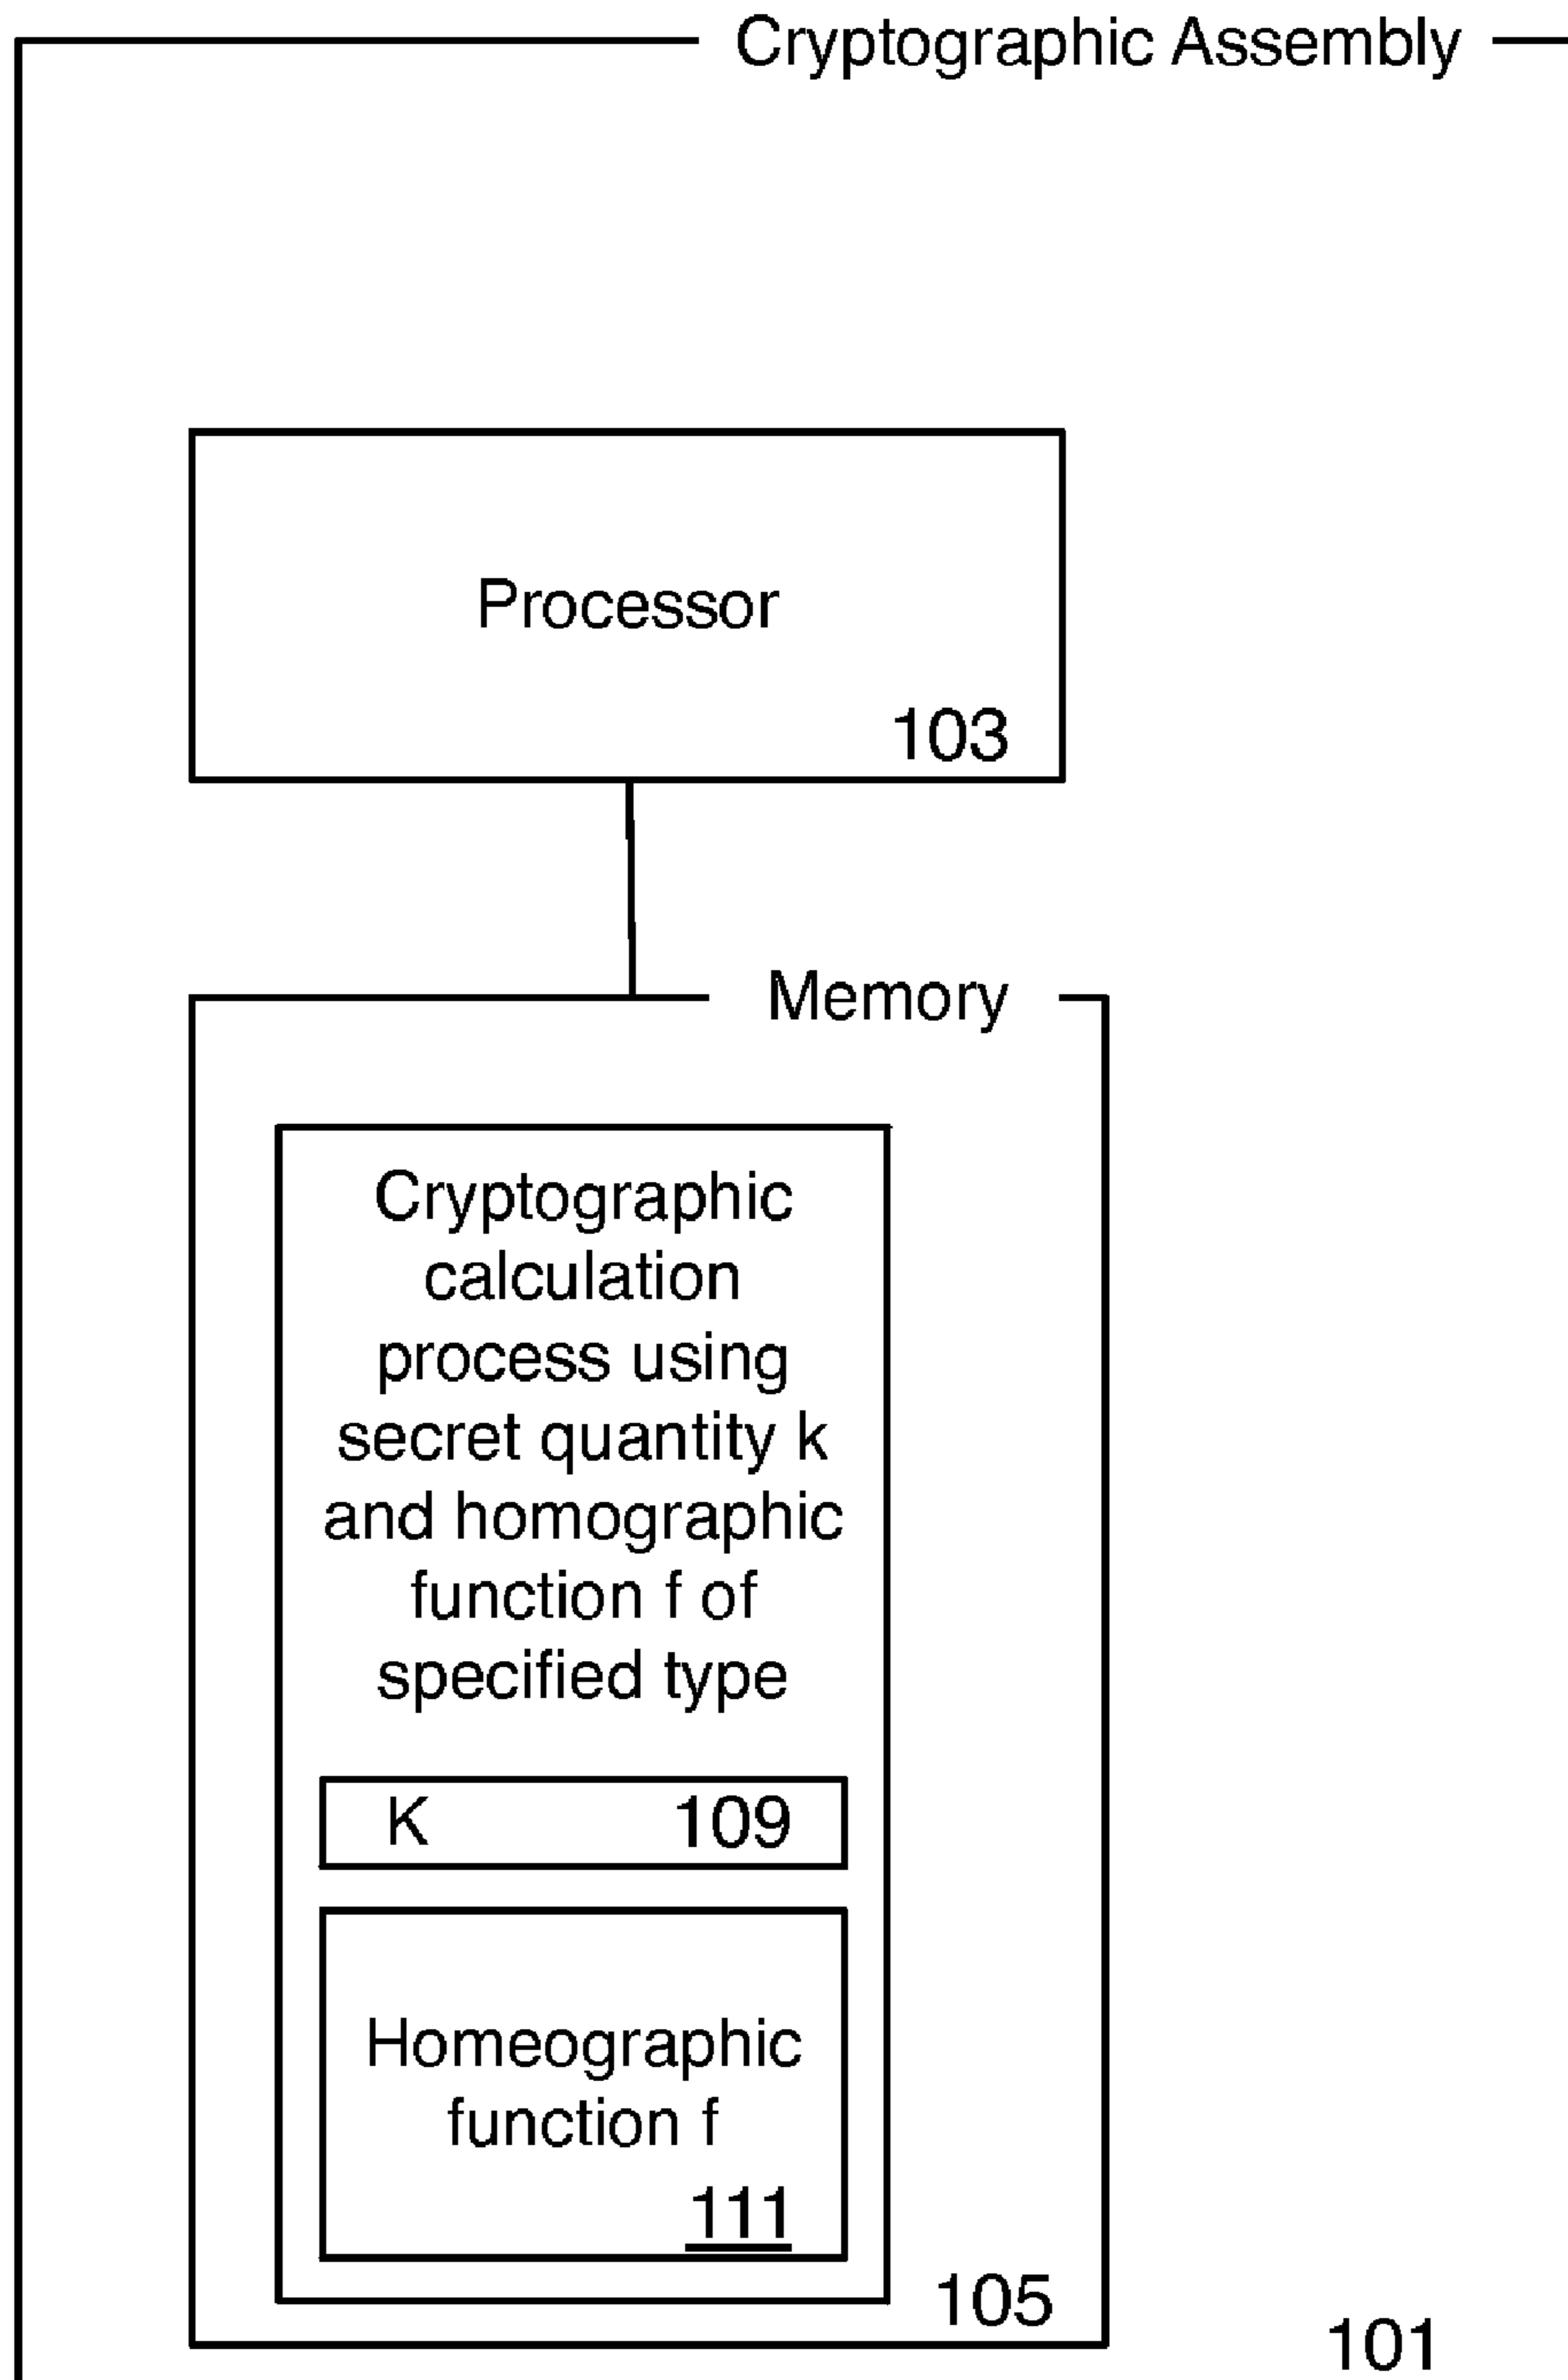 Cryptographic Assembly
Processor
103
Memory
Cryptographic
calculation
process using
secret quantity k
and homographic
function f of
specified type
K 109
Homeographic
function f
111
105
101